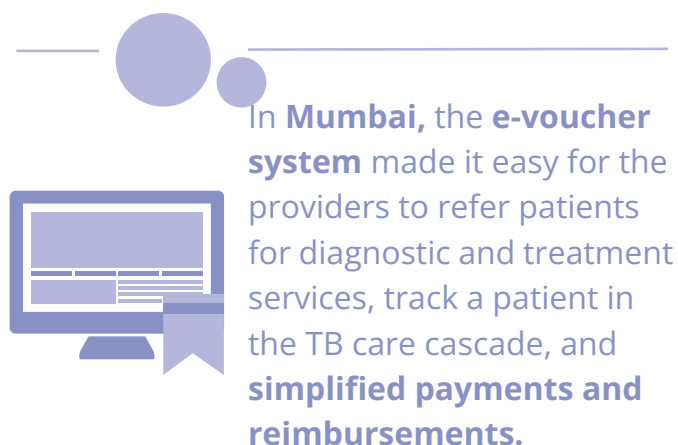 In Mumbai, the e-voucher
system made it easy for the
providers to refer patients
for diagnostic and treatment
services, track a patient in
the TB care cascade, and
simplified payments and
reimbursements.